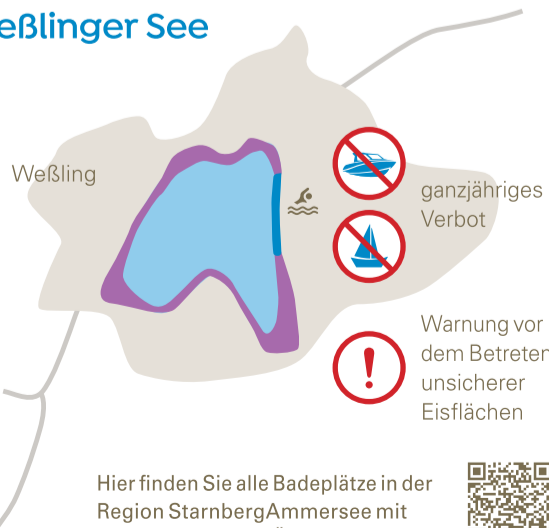 eßlinger See
Weßling
ganzjähriges
Verbot
Warnung vor
dem Betreten
unsicherer
Eisflächen
Hier finden Sie alle Badeplätze in der
Region StarnbergAmmersee mit